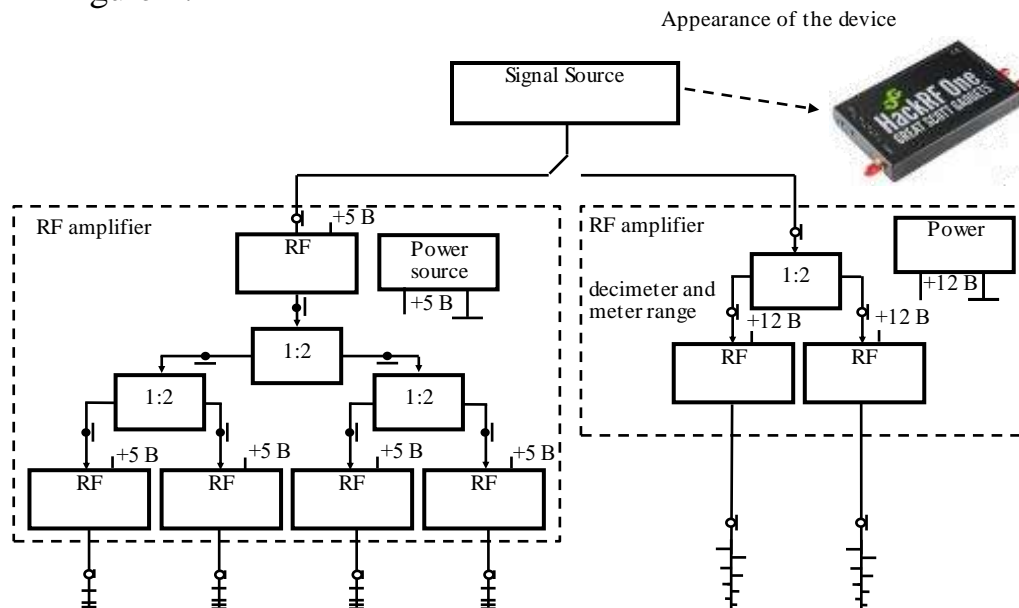 Appearance of the device
Signal Source
HackRF One
GREAT SCOTT GADGETS
RF amplifier
+5 B
RF
Power
source
+5 B
1:2
1:2
1:2
+5 B
+5 B
+5 B
+5 B
RF
RF
RF
RF
RF amplifier
Power
+12 B
1:2
decimeter and
meter range
+12 B
+12 B
RF
RF